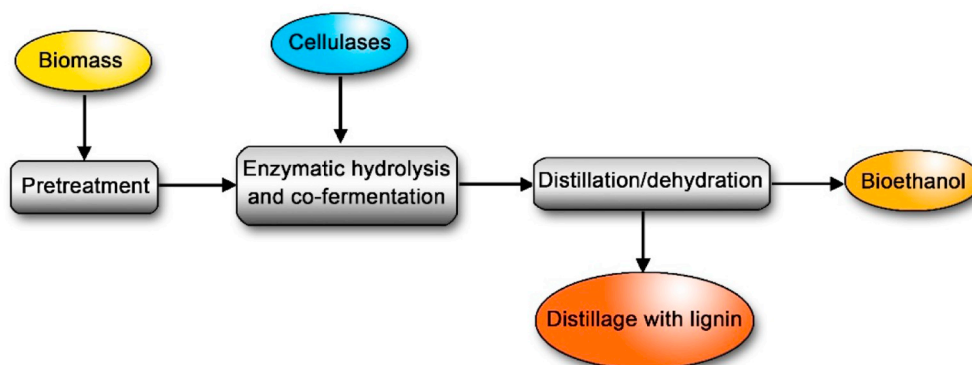 Biomass
Cellulases
Pretreatment
Enzymatic hydrolysis
and co-fermentation
Distillation/dehydration
Bioethanol
Distillage with lignin